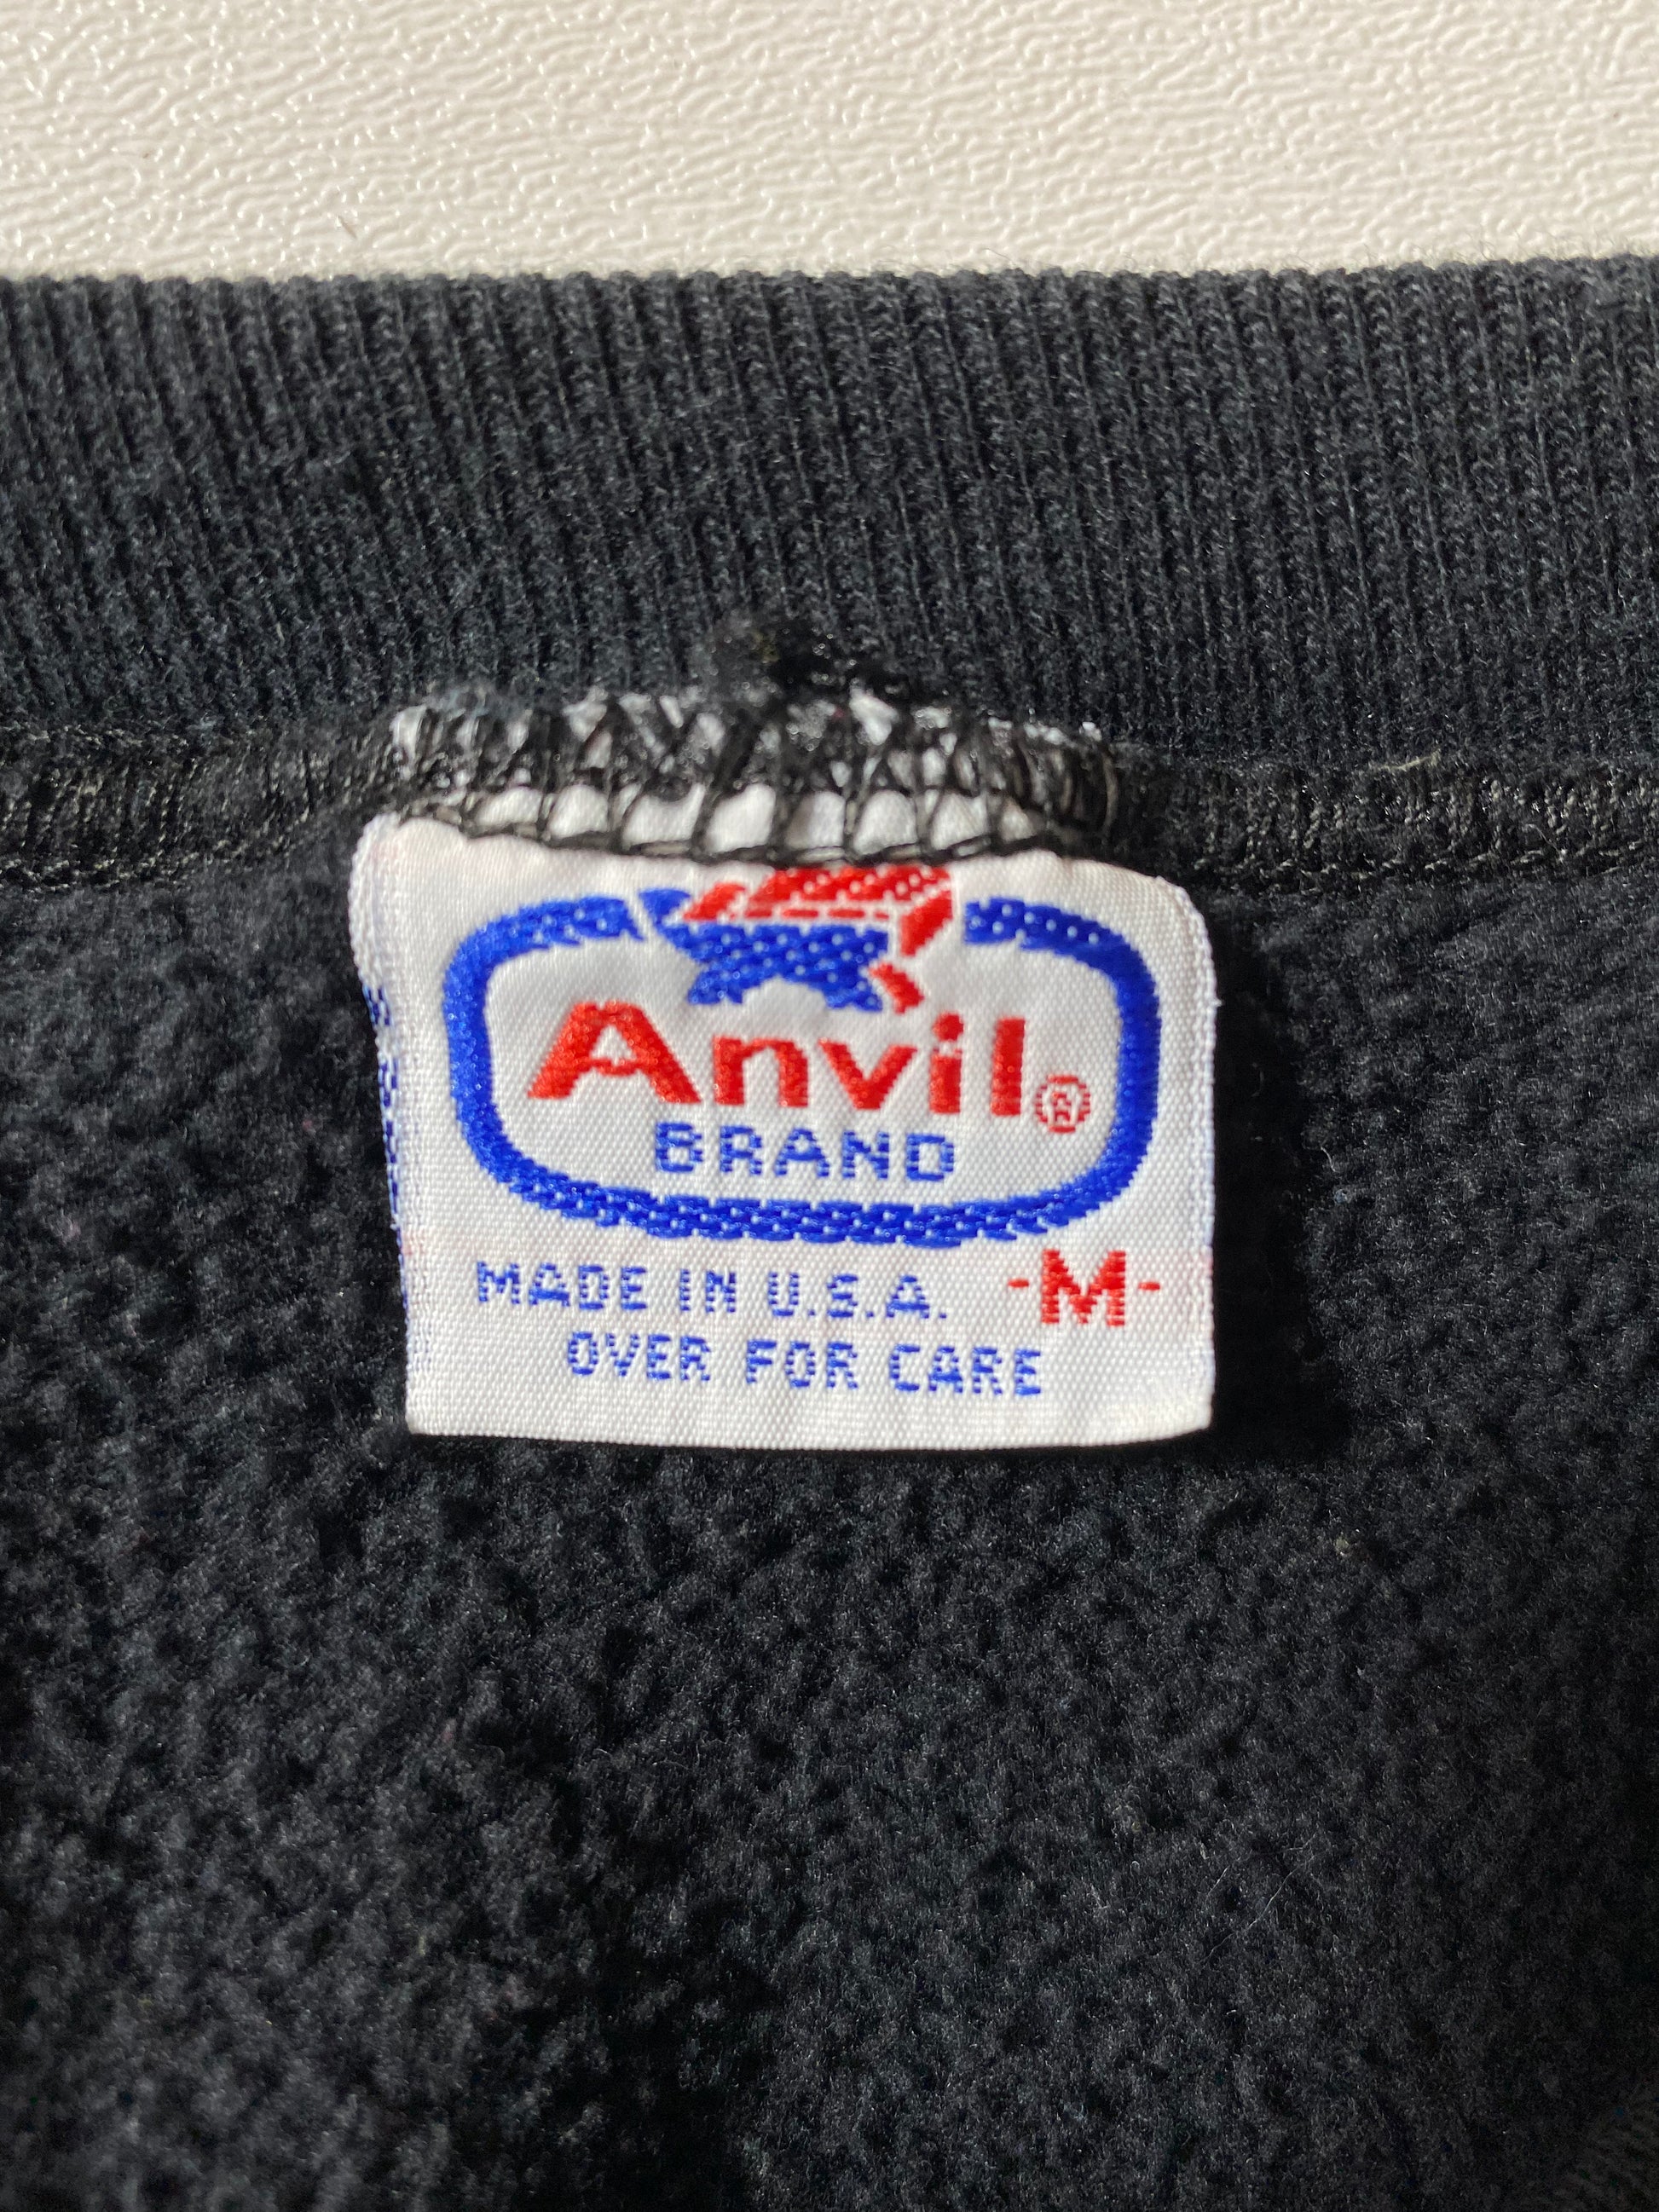 Anvil®
BRAND
MADE IN U.S.A. -M-
OVER FOR CARE